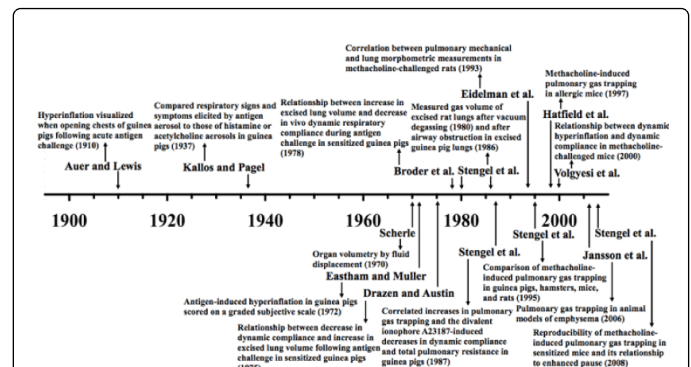 Correlation between pulmonary mechanical
and lung morphometric measurements in
methacholine-challenged rats (1993)
Eidelman et al.
Methacholine-induced
pulmonary gas trapping
in allergic mice (1997)
Hatfield et al.
Hyperinflation visualized
when opening chests of guinea
pigs following acute antigen
challenge (1910)
Auer and Lewis
Compared respiratory signs and
symptoms elicited by antigen
aerosol to those of histamine or
acetylcholine aerosols in guinea
pigs (1937)
Kallos and Pagel
Relationship between increase in
excised lung volume and decrease
in vivo dynamic respiratory
compliance during antigen
challenge in sensitized guinea pigs
(1978)
Broder et al.
Measured gas volume of
excised rat lungs after vacuum
degassing (1980) and after
airway obstruction in excised
guinea pig lungs (1986)
Stengel et al.
Relationship between dynamic
hyperinflation and dynamic
compliance in methacholine-
challenged mice (2000)
Volgyesi et al.
1900 1920 1940 1960 1980 2000
Scherle
Organ volumetry by fluid
displacement (1970)
Eastham and Muller
Antigen-induced hyperinflation in guinea pigs
scored on a graded subjective scale (1972)
Drazen and Austin
Relationship between decrease in
dynamic compliance and increase in
excised lung volume following antigen
challenge in sensitized guinea pigs
Stengel et al.
Correlated increases in pulmonary
gas trapping and the divalent
ionophore A23187-induced
decreases in dynamic compliance
and total pulmonary resistance in
guinea pigs (1987)
Stengel et al.
Comparison of methacholine-
induced pulmonary gas trapping
in guinea pigs, hamsters, mice,
and rats (1995)
Jansson et al.
Pulmonary gas trapping in animal
models of emphysema (2006)
Stengel et al.
Reproducibility of methacholine-
induced pulmonary gas trapping in
sensitized mice and its relationship
to enhanced pause (2008)